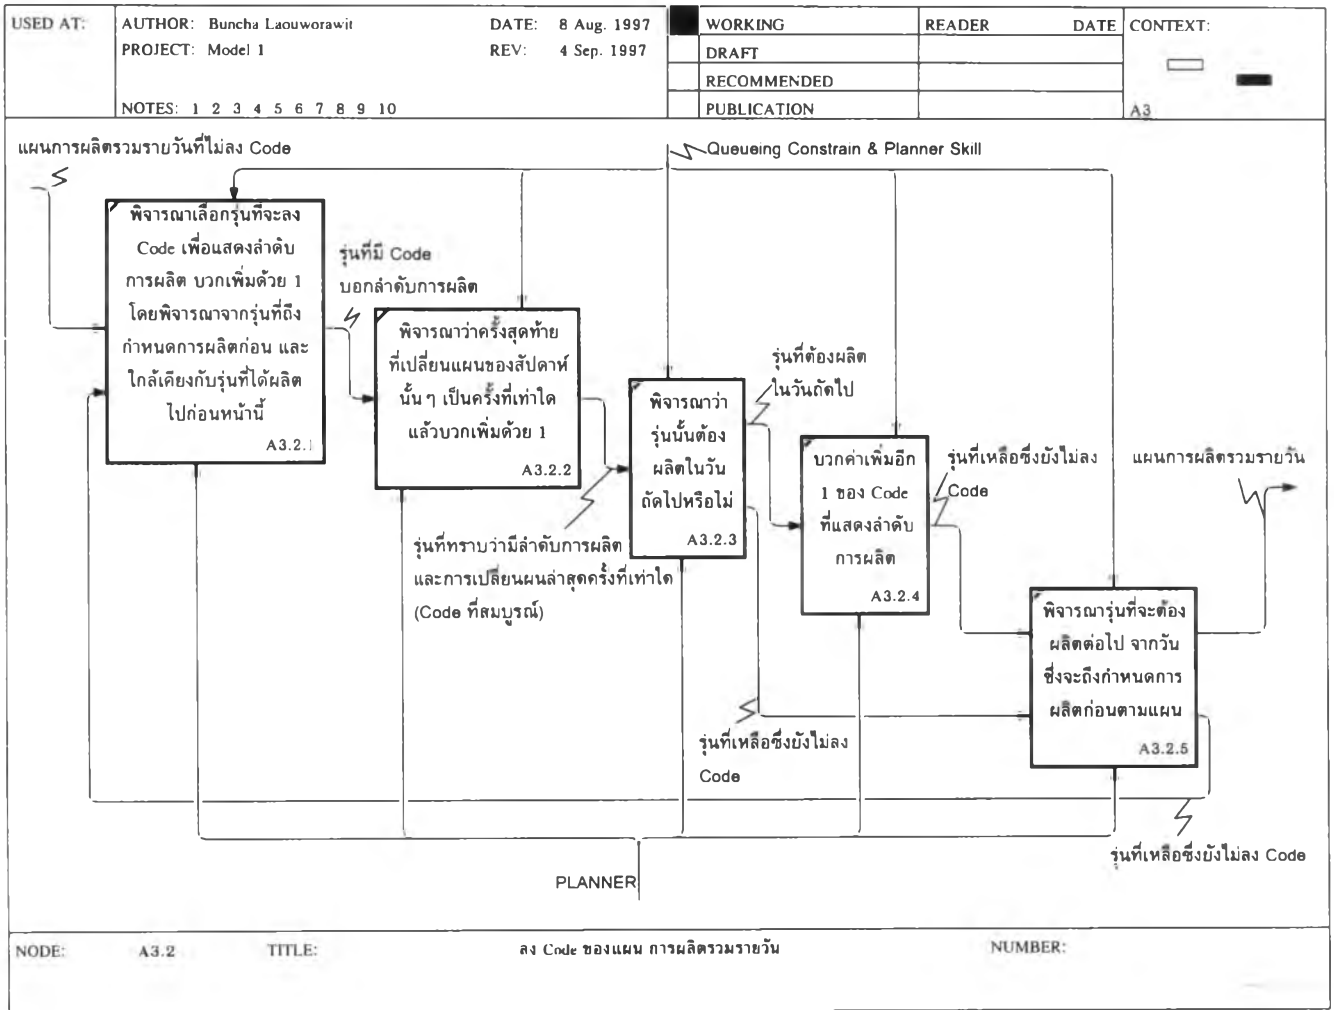 USED AT:
AUTHOR: Buncha Laouworawit
DATE: 8 Aug. 1997
PROJECT: Model 1
REV: 4 Sep. 1997
NOTES: 1 2 3 4 5 6 7 8 9 10
WORKING
DRAFT
RECOMMENDED
PUBLICATION
READER DATE
CONTEXT:
A3
แผนการผลิตรวมรายวันที่ไม่ลง Code
Queueing Constrain & Planner Skill
พิจารณาเลือกรุ่นที่จะลง
Code เพื่อแสดงลำดับ
การผลิต บวกเพิ่มด้วย 1
โดยพิจารณาจากรุ่นที่ถึง
กำหนดการผลิตก่อน และ
ใกล้เคียงกับรุ่นที่ได้ผลิต
ไปก่อนหน้านี้
A3.2.1
รุ่นที่มี Code
บอกลำดับการผลิต
พิจารณาว่าครั้งสุดท้าย
ที่เปลี่ยนแผนของสัปดาห์
นั้นๆ เป็นครั้งที่เท่าใด
แล้วบวกเพิ่มด้วย 1
A3.2.2
รุ่นที่ทราบว่ามีลำดับการผลิต
และการเปลี่ยนผนล่าสุดครั้งที่เท่าใด
(Code ที่สมบูรณ์)
พิจารณาว่า
รุ่นนั้นต้อง
ผลิตในวัน
ถัดไปหรือไม่
A3.2.3
รุ่นที่ต้องผลิต
ในวันถัดไป
บวกค่าเพิ่มอีก
1 ของ Code
ที่แสดงลำดับ
การผลิต
A3.2.4
รุ่นที่เหลือซึ่งยังไม่ลง
Code
แผนการผลิตรวมรายวัน
พิจารณารุ่นที่จะต้อง
ผลิตต่อไป จากวัน
ซึ่งจะถึงกำหนดการ
ผลิตก่อนตามแผน
A3.2.5
รุ่นที่เหลือซึ่งยังไม่ลง
Code
รุ่นที่เหลือซึ่งยังไม่ลง Code
PLANNER
NODE: A3.2
TITLE: ลง Code ของแผน การผลิตรวมรายวัน
NUMBER: